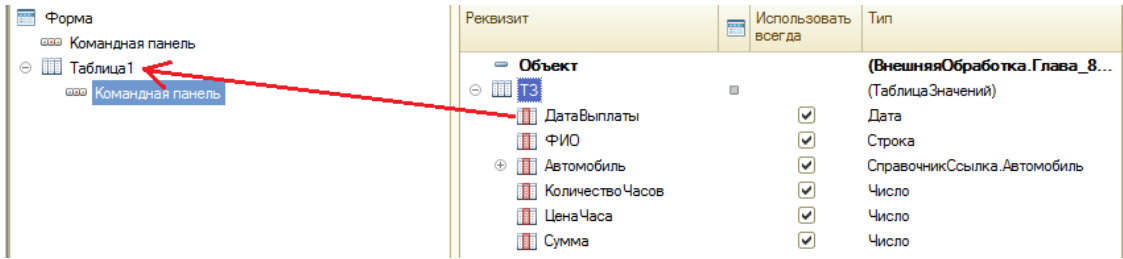 Форма
Командная панель
Таблица1
Командная панель
Реквизит Использовать всегда Тип
Объект (ВнешняяОбработка.Глава_8...
ТЗ (ТаблицаЗначений)
ДатаВыплаты Дата
ФИО Строка
Автомобиль СправочникСсылка.Автомобиль
КоличествоЧасов Число
ЦенаЧаса Число
Сумма Число